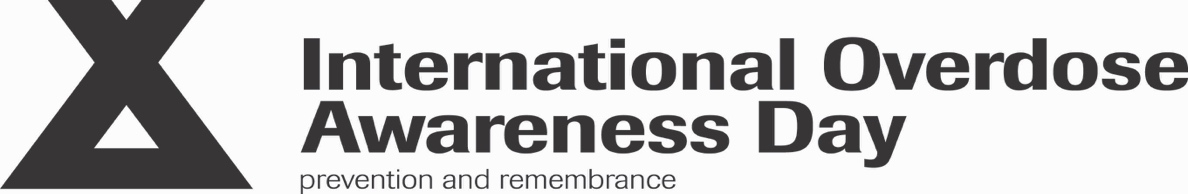 International Overdose
Awareness Day
prevention and remembrance